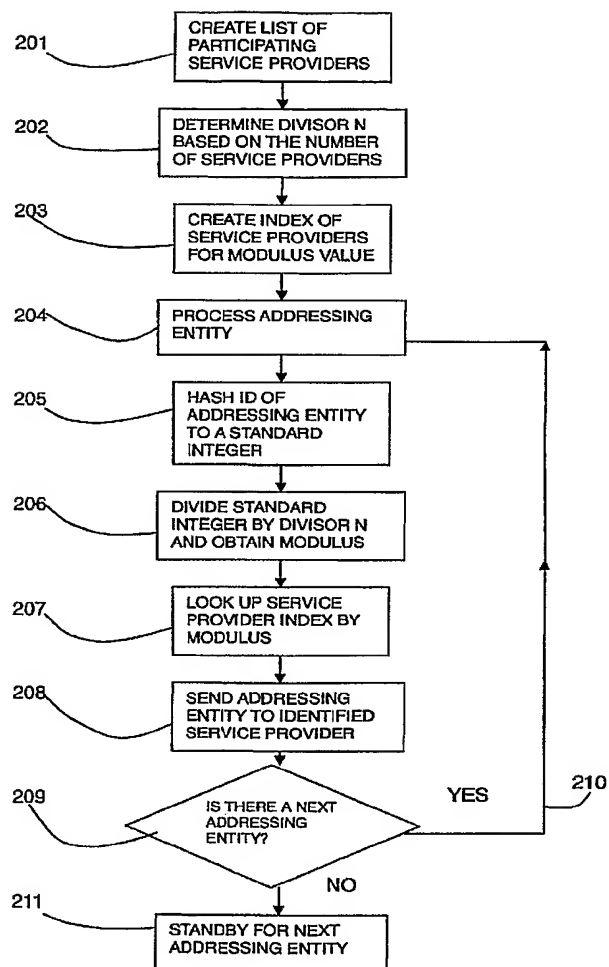 201
CREATE LIST OF
PARTICIPATING
SERVICE PROVIDERS
202
DETERMINE DIVISOR N
BASED ON THE NUMBER
OF SERVICE PROVIDERS
203
CREATE INDEX OF
SERVICE PROVIDERS
FOR MODULUS VALUE
204
PROCESS ADDRESSING
ENTITY
205
HASH ID OF
ADDRESSING ENTITY
TO A STANDARD
INTEGER
206
DIVIDE STANDARD
INTEGER BY DIVISOR N
AND OBTAIN MODULUS
207
LOOK UP SERVICE
PROVIDER INDEX BY
MODULUS
208
SEND ADDRESSING
ENTITY TO IDENTIFIED
SERVICE PROVIDER
209
IS THERE A NEXT
ADDRESSING
ENTITY?
YES
210
NO
211
STANDBY FOR NEXT
ADDRESSING ENTITY